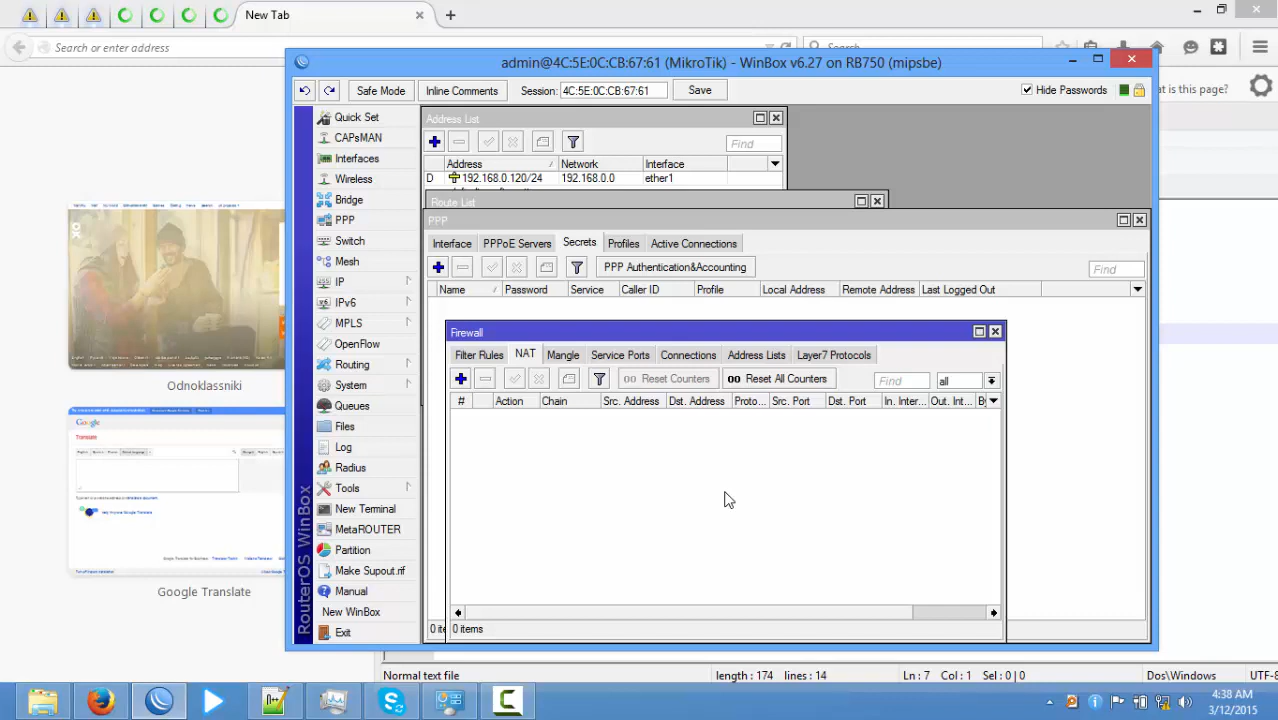 New Tab
Search or enter address
Search
at is this page?
admin@4C:5E:0C:CB:67:61 (MikroTik) - WinBox v6.27 on RB750 (mipsbe)
Safe Mode
Inline Comments
Session: 4C:5E:0C:CB:67:61
Save
Hide Passwords
RouterOS WinBox
Quick Set
CAPsMAN
Interfaces
Wireless
Bridge
PPP
Switch
Mesh
IP
IPv6
MPLS
OpenFlow
Routing
System
Queues
Files
Log
Radius
Tools
New Terminal
MetaROUTER
Partition
Make Supout.rif
Manual
New WinBox
Exit
Address List
Find
Address Network Interface
D 192.168.0.120/24 192.168.0.0 ether1
Route List
PPP
Interface PPPoE Servers Secrets Profiles Active Connections
PPP Authentication&Accounting
Find
Name Password Service Caller ID Profile Local Address Remote Address Last Logged Out
Firewall
Filter Rules NAT Mangle Service Ports Connections Address Lists Layer7 Protocols
00 Reset Counters
00 Reset All Counters
Find
all
# Action Chain Src. Address Dst. Address Proto... Src. Port Dst. Port In. Inter... Out. Int... B
0 ite
0 items
Odnoklassniki
Google
Translate
Google Translate
Normal text file
length : 174 lines : 14
Ln : 7 Col : 1 Sel : 0 | 0
Dos\Windows
UTF-8
4:38 AM
3/12/2015